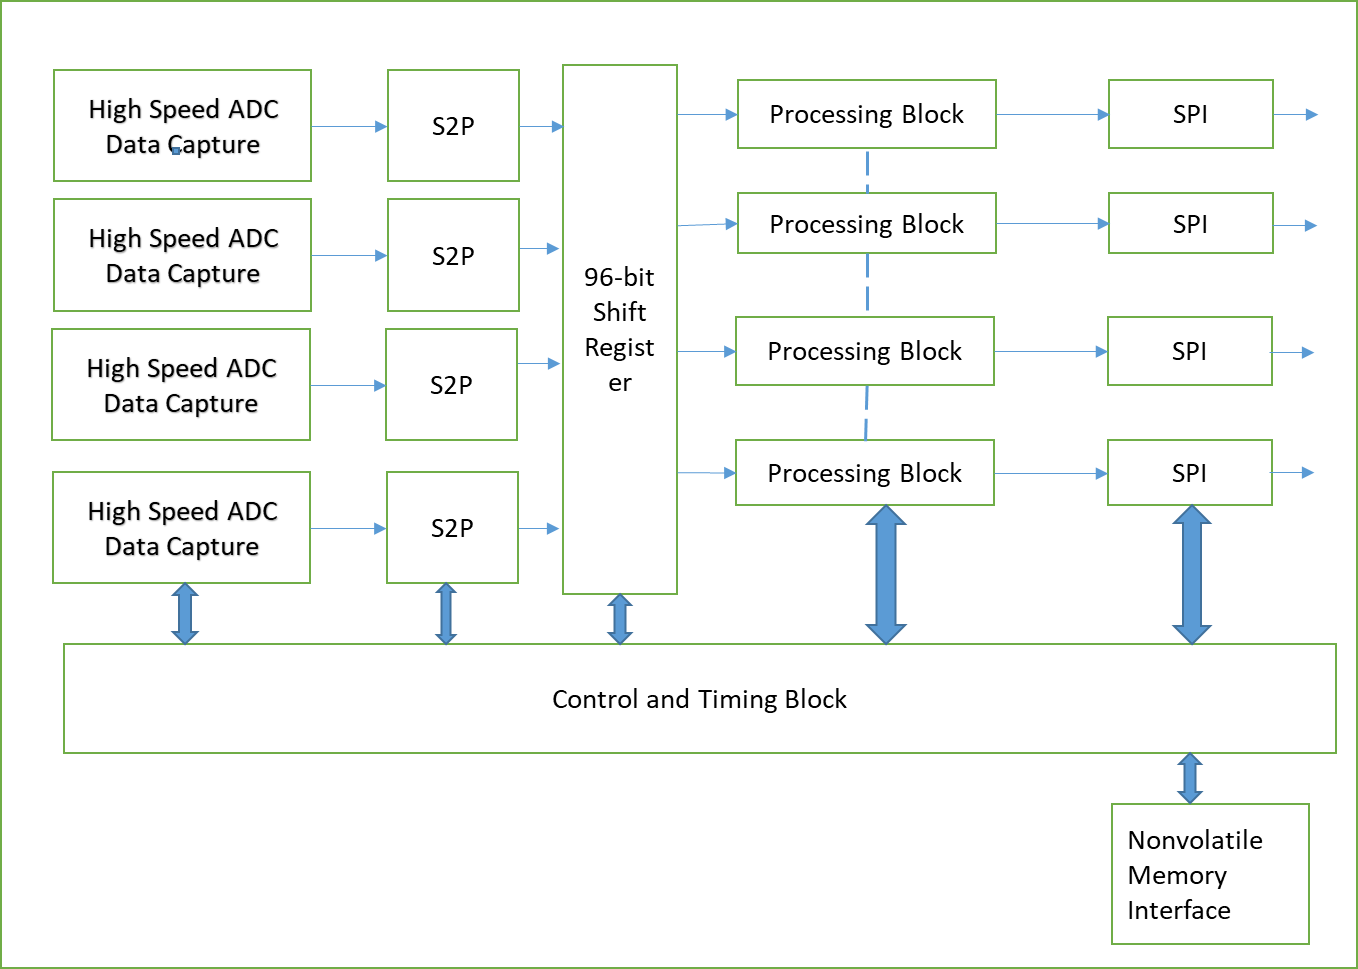 High Speed ADC
Data Capture
S2P
High Speed ADC
Data Capture
S2P
High Speed ADC
Data Capture
S2P
High Speed ADC
Data Capture
S2P
96-bit
Shift
Regist
er
Processing Block
SPI
Processing Block
SPI
Processing Block
SPI
Processing Block
SPI
Control and Timing Block
Nonvolatile
Memory
Interface